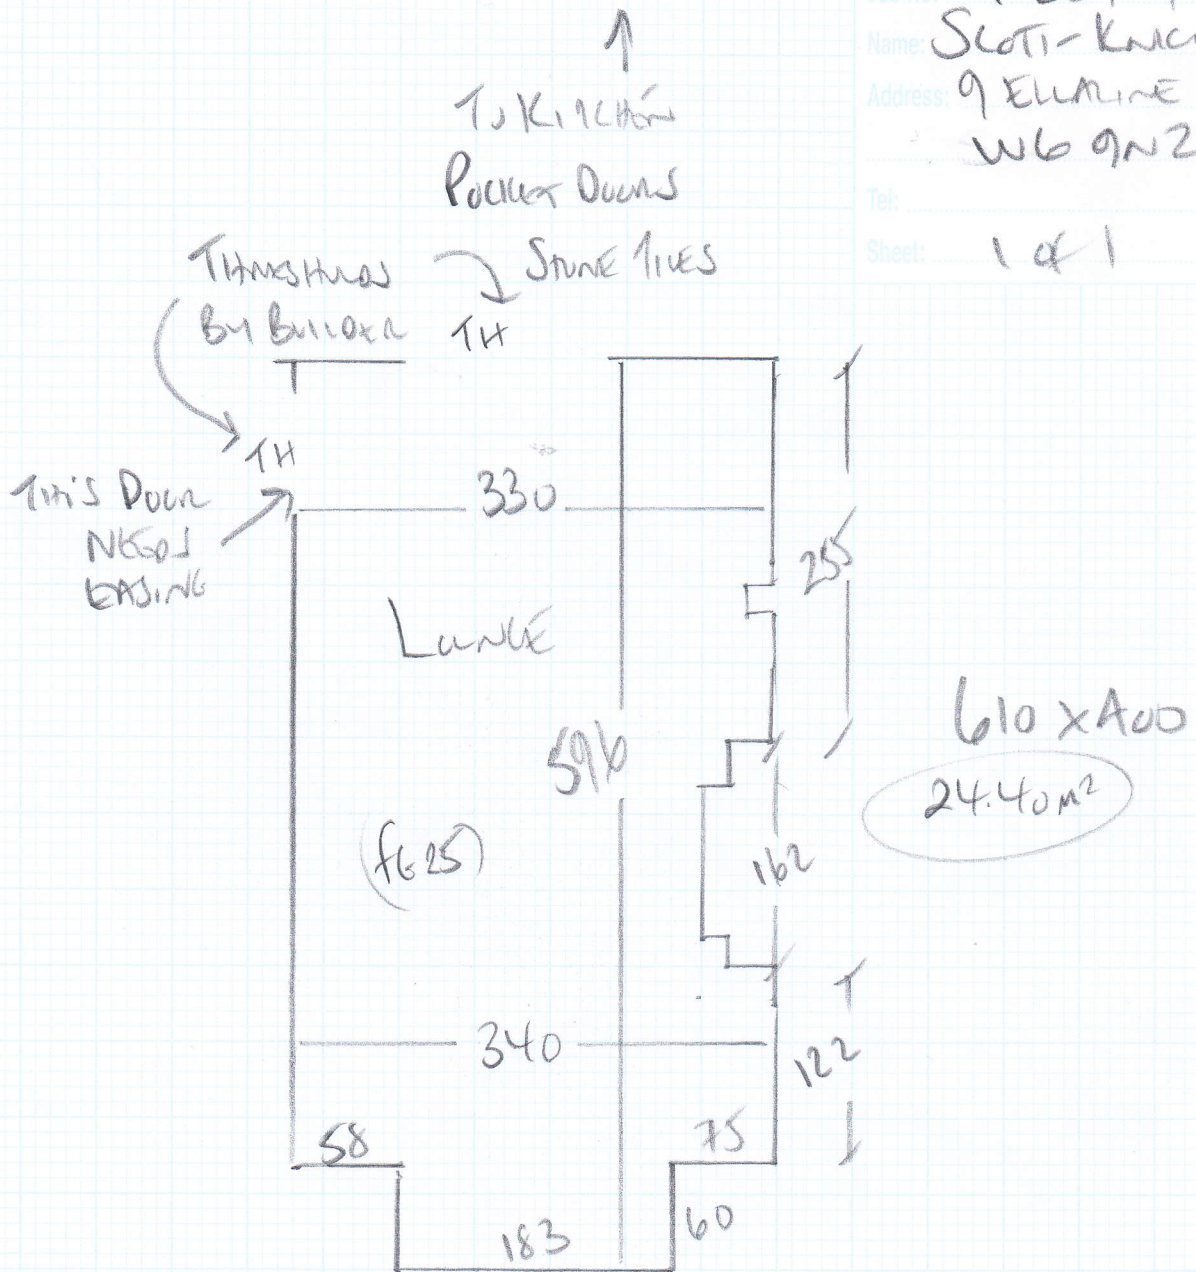 Name: SCOTT-KNIG
Address: 9 ELLALINE
W6 9NZ
Tel:
Sheet: 1 of 1
TO KITCHEN
POCKET DOORS
THRESHOLDS
BY BUILDER
STONE TILES
TH
TH
THIS DOOR
NEEDS
EASING
330
255
LOUNGE
596
610 X 400
24.40m²
(FG25)
162
340
122
58
75
183
60